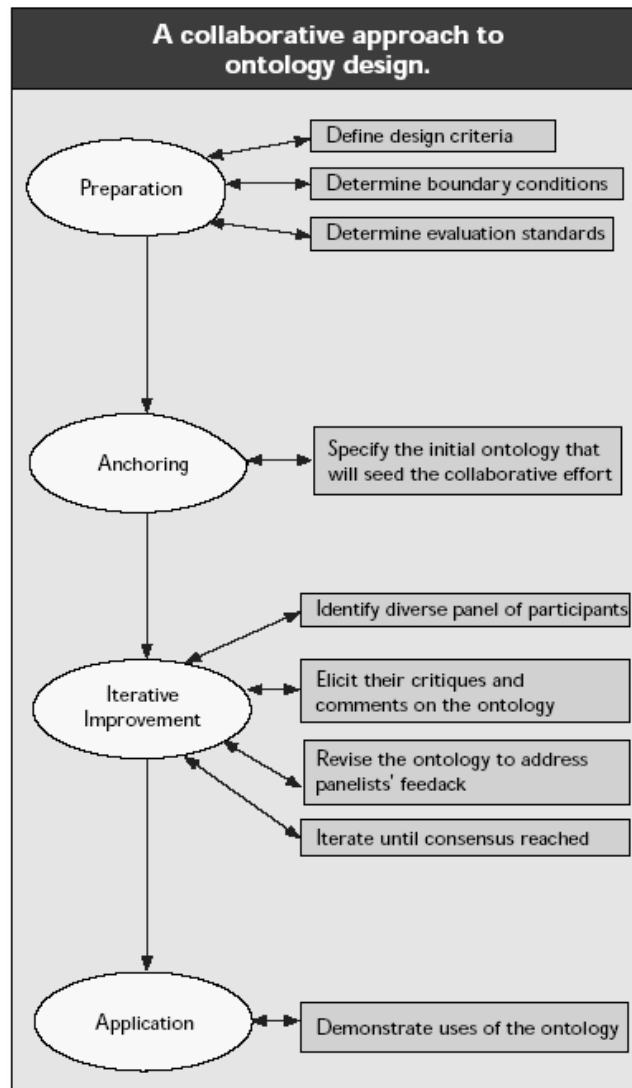 A collaborative approach to
ontology design.
Preparation
Define design criteria
Determine boundary conditions
Determine evaluation standards
Anchoring
Specify the initial ontology that
will seed the collaborative effort
Identify diverse panel of participants
Iterative
Improvement
Elicit their critiques and
comments on the ontology
Revise the ontology to address
panelists' feedack
Iterate until consensus reached
Application
Demonstrate uses of the ontology